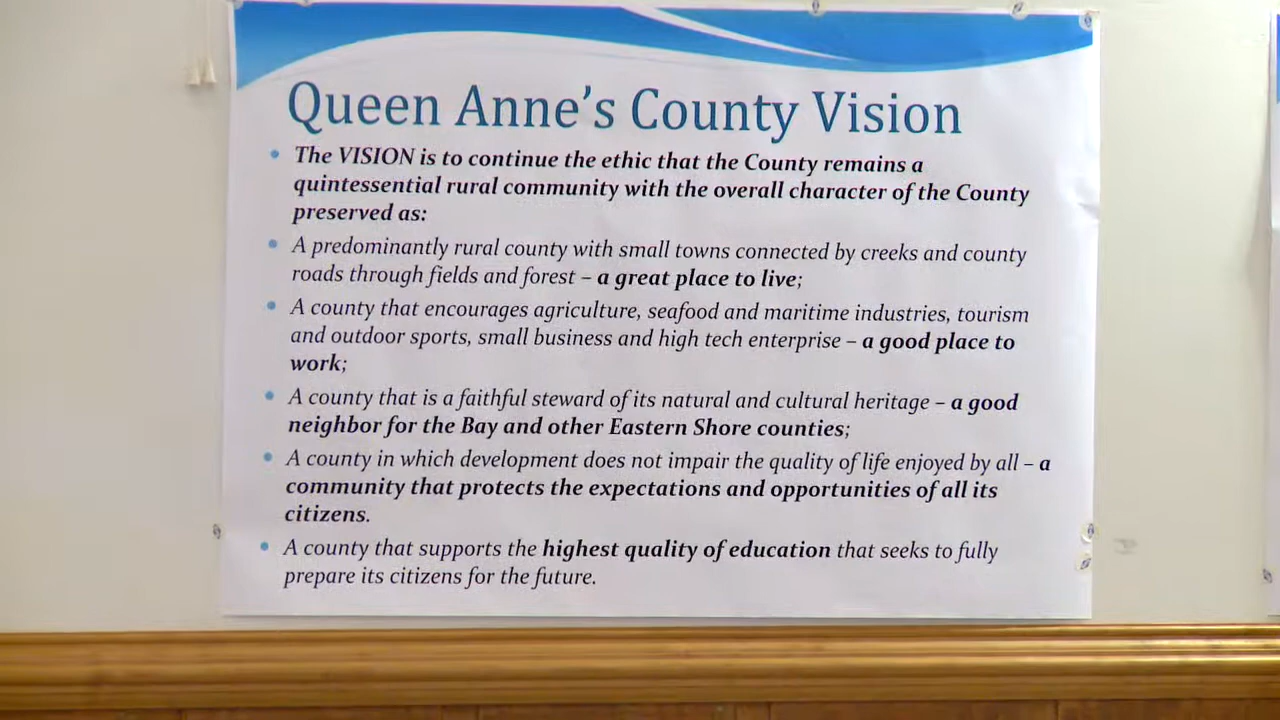 Queen Anne's County Vision
• The VISION is to continue the ethic that the County remains a
quintessential rural community with the overall character of the County
preserved as:
• A predominantly rural county with small towns connected by creeks and county
roads through fields and forest – a great place to live;
• A county that encourages agriculture, seafood and maritime industries, tourism
and outdoor sports, small business and high tech enterprise – a good place to
work;
• A county that is a faithful steward of its natural and cultural heritage – a good
neighbor for the Bay and other Eastern Shore counties;
• A county in which development does not impair the quality of life enjoyed by all – a
community that protects the expectations and opportunities of all its
citizens.
• A county that supports the highest quality of education that seeks to fully
prepare its citizens for the future.